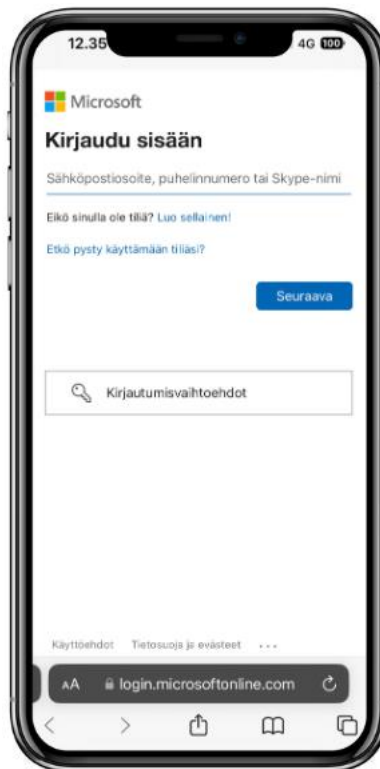 12.35 4G 100
Microsoft
Kirjaudu sisään
Sähköpostiosoite, puhelinnumero tai Skype-nimi
Eikö sinulla ole tiliä? Luo sellainen!
Etkö pysty käyttämään tiliäsi?
Seuraava
Kirjautumisvaihtoehdot
Käyttöehdot Tietosuoja ja evästeet ...
AA login.microsoftonline.com